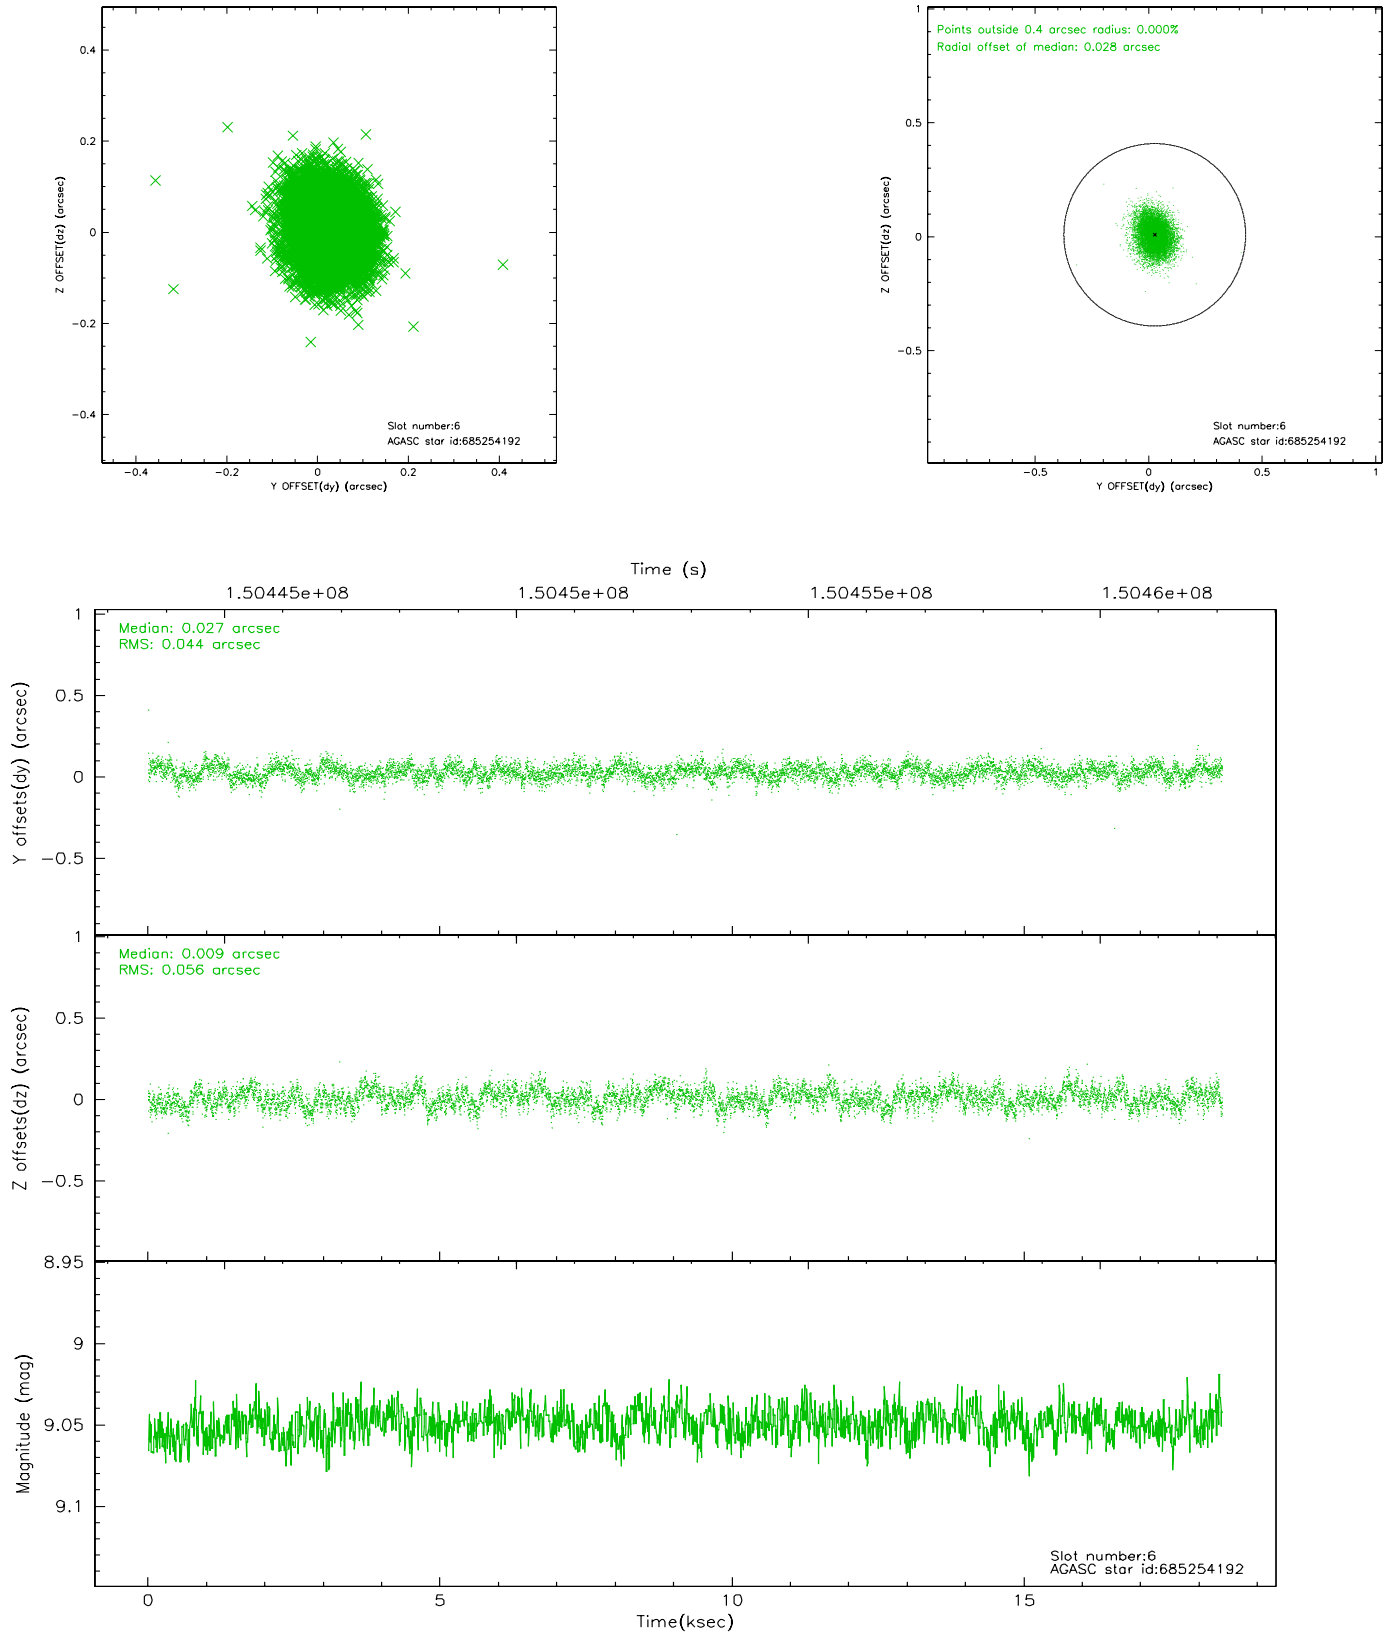 0.4
0.2
0
−0.2
−0.4
Z OFFSET(dz) (arcsec)
Slot number:6
AGASC star id:685254192
−0.4
−0.2
0
0.2
0.4
Y OFFSET(dy) (arcsec)
Points outside 0.4 arcsec radius: 0.000%
Radial offset of median: 0.028 arcsec
1
0.5
0
−0.5
Z OFFSET(dz) (arcsec)
Slot number:6
AGASC star id:685254192
−0.5
0
0.5
1
Y OFFSET(dy) (arcsec)
Time (s)
1.50445e+08
1.5045e+08
1.50455e+08
1.5046e+08
Median: 0.027 arcsec
RMS: 0.044 arcsec
1
0.5
0
−0.5
Y offsets(dy) (arcsec)
Median: 0.009 arcsec
RMS: 0.056 arcsec
1
0.5
0
−0.5
Z offsets(dz) (arcsec)
8.95
9
9.05
9.1
Magnitude (mag)
Slot number:6
AGASC star id:685254192
0
5
10
15
Time(ksec)